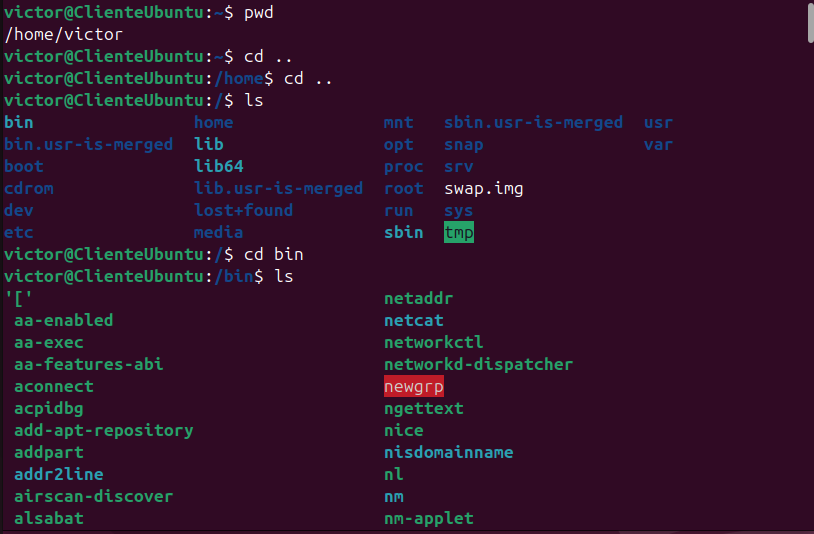 victor@ClienteUbuntu:~$ pwd
/home/victor
victor@ClienteUbuntu:~$ cd ..
victor@ClienteUbuntu:/home$ cd ..
victor@ClienteUbuntu:/$ ls
bin                home                mnt   sbin.usr-is-merged  usr
bin.usr-is-merged  lib                 opt   snap                var
boot               lib64               proc  srv
cdrom              lib.usr-is-merged   root  swap.img
dev                lost+found          run   sys
etc                media               sbin  tmp
victor@ClienteUbuntu:/$ cd bin
victor@ClienteUbuntu:/bin$ ls
'['                                   netaddr
 aa-enabled                           netcat
 aa-exec                              networkctl
 aa-features-abi                      networkd-dispatcher
 aconnect                             newgrp
 acpidbg                              ngettext
 add-apt-repository                   nice
 addpart                              nisdomainname
 addr2line                            nl
 airscan-discover                     nm
 alsabat                              nm-applet